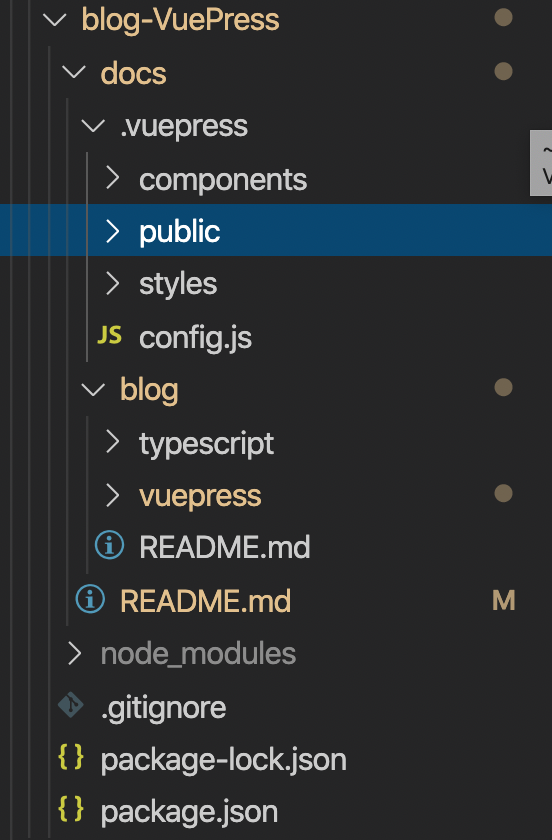 blog-VuePress
docs
.vuepress
components
public
styles
JS config.js
blog
typescript
vuepress
README.md
README.md M
node_modules
.gitignore
{} package-lock.json
{} package.json